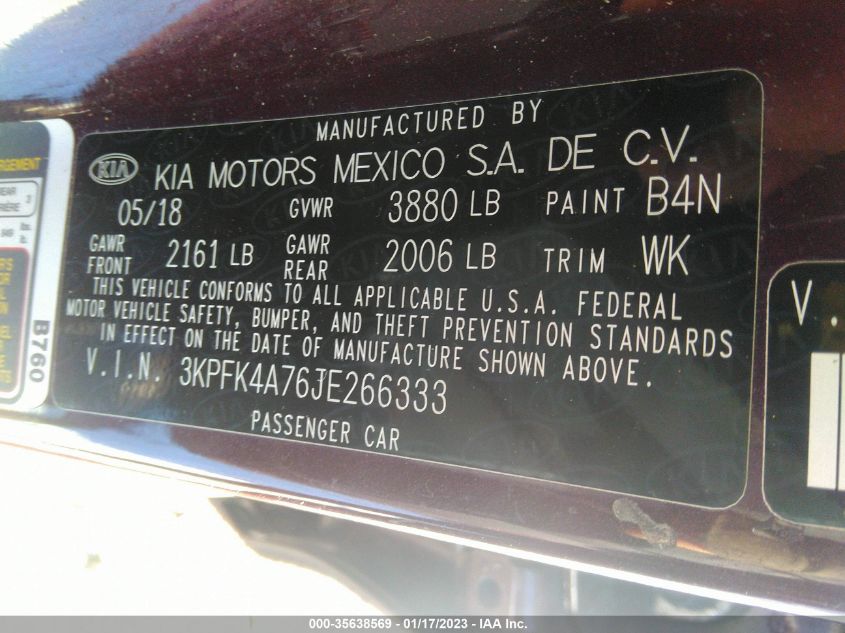 MANUFACTURED BY
KIA KIA MOTORS MEXICO S.A. DE C.V.
05/18 GVWR 3880 LB PAINT B4N
GAWR FRONT 2161 LB GAWR REAR 2006 LB TRIM WK
THIS VEHICLE CONFORMS TO ALL APPLICABLE U.S.A. FEDERAL
MOTOR VEHICLE SAFETY, BUMPER, AND THEFT PREVENTION STANDARDS
IN EFFECT ON THE DATE OF MANUFACTURE SHOWN ABOVE.
V.I.N. 3KPFK4A76JE266333
PASSENGER CAR
B760
V.
000-35638569 — 01/17/2023 — IAA Inc.